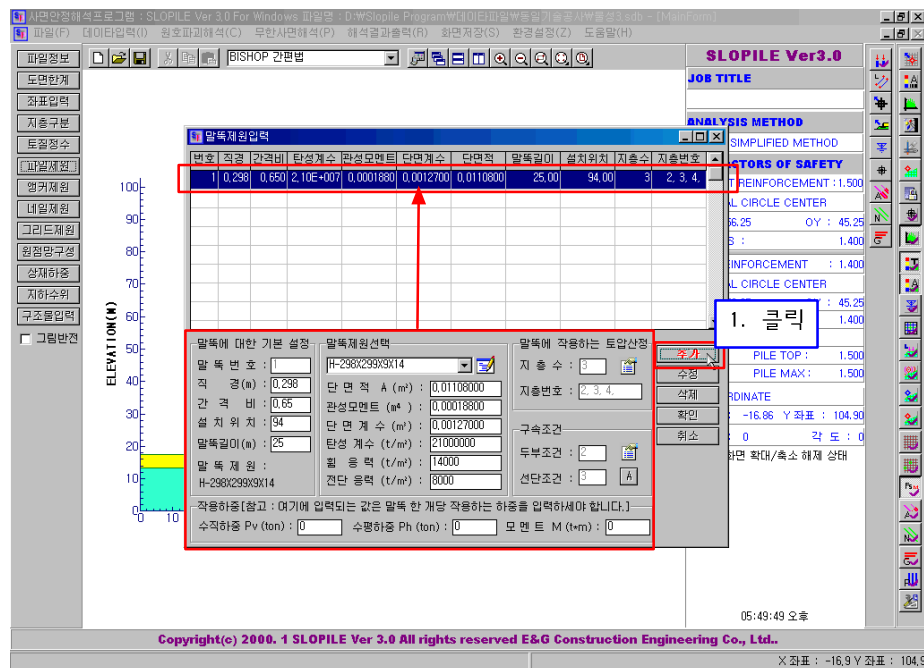 사면안정해석프로그램 : SLOPILE Ver 3.0 For Windows 파일명 : D:₩Slopile Program₩데이타파일₩동일기술공사₩물성3.sdb - [MainForm]
파일(F) 데이타입력(I) 원호파괴해석(C) 무한사면해석(P) 해석결과출력(R) 화면저장(S) 환경설정(Z) 도움말(H)
파일정보
도면한계
좌표입력
지층구분
토질정수
파일제원
앵커제원
네일제원
그리드제원
원점망구성
상재하중
지하수위
구조물입력
그림반전
BISHOP 간편법
ELEVATION(M)
100
90
80
70
60
50
40
30
20
10
0
0 10
말뚝제원입력
번호 직경 간격비 탄성계수 관성모멘트 단면계수 단면적 말뚝길이 설치위치 지층수 지층번호
1 0,298 0,650 2,10E+007 0,0001880 0,0012700 0,0110800 25,00 94,00 3 2, 3, 4,
말뚝에 대한 기본 설정
말 뚝 번 호 : 1
직 경(m) : 0,298
간 격 비 : 0,65
설 치 위 치 : 94
말뚝길이(m) : 25
말 뚝 제 원 :
H-298X299X9X14
말뚝제원선택
H-298X299X9X14
단 면 적 A (m²) : 0,01108000
관성모멘트 (m⁴) : 0,00018800
단 면 계 수 (m³) : 0,00127000
탄성 계수 (t/m²) : 21000000
휨 응 력 (t/m²) : 14000
전단 응력 (t/m²) : 8000
말뚝에 작용하는 토압산정
지 층 수 : 3
지층번호 : 2, 3, 4,
구속조건
두부조건 : 2
선단조건 : 3 A
작용하중[참고 : 여기에 입력되는 값은 말뚝 한 개당 작용하는 하중을 입력하세야 합니다.]
수직하중 Pv (ton) : 0 수평하중 Ph (ton) : 0 모 멘 트 M (t*m) : 0
추가
수정
삭제
확인
취소
1. 클릭
SLOPILE Ver3.0
JOB TITLE
ANALYSIS METHOD
SIMPLIFIED METHOD
CTORS OF SAFETY
T REINFORCEMENT : 1.500
AL CIRCLE CENTER
56.25 OY : 45.25
S : 1.400
EINFORCEMENT : 1.400
AL CIRCLE CENTER
: 45.25
1.400
PILE TOP : 1.500
PILE MAX : 1.500
RDINATE
: -16.86 Y 좌표 : 104.90
: 0 각 도 : 0
화면 확대/축소 해제 상태
05:49:49 오후
Copyright(c) 2000. 1 SLOPILE Ver 3.0 All rights reserved E&G Construction Engineering Co., Ltd..
X 좌표 : -16,9 Y 좌표 : 104,9